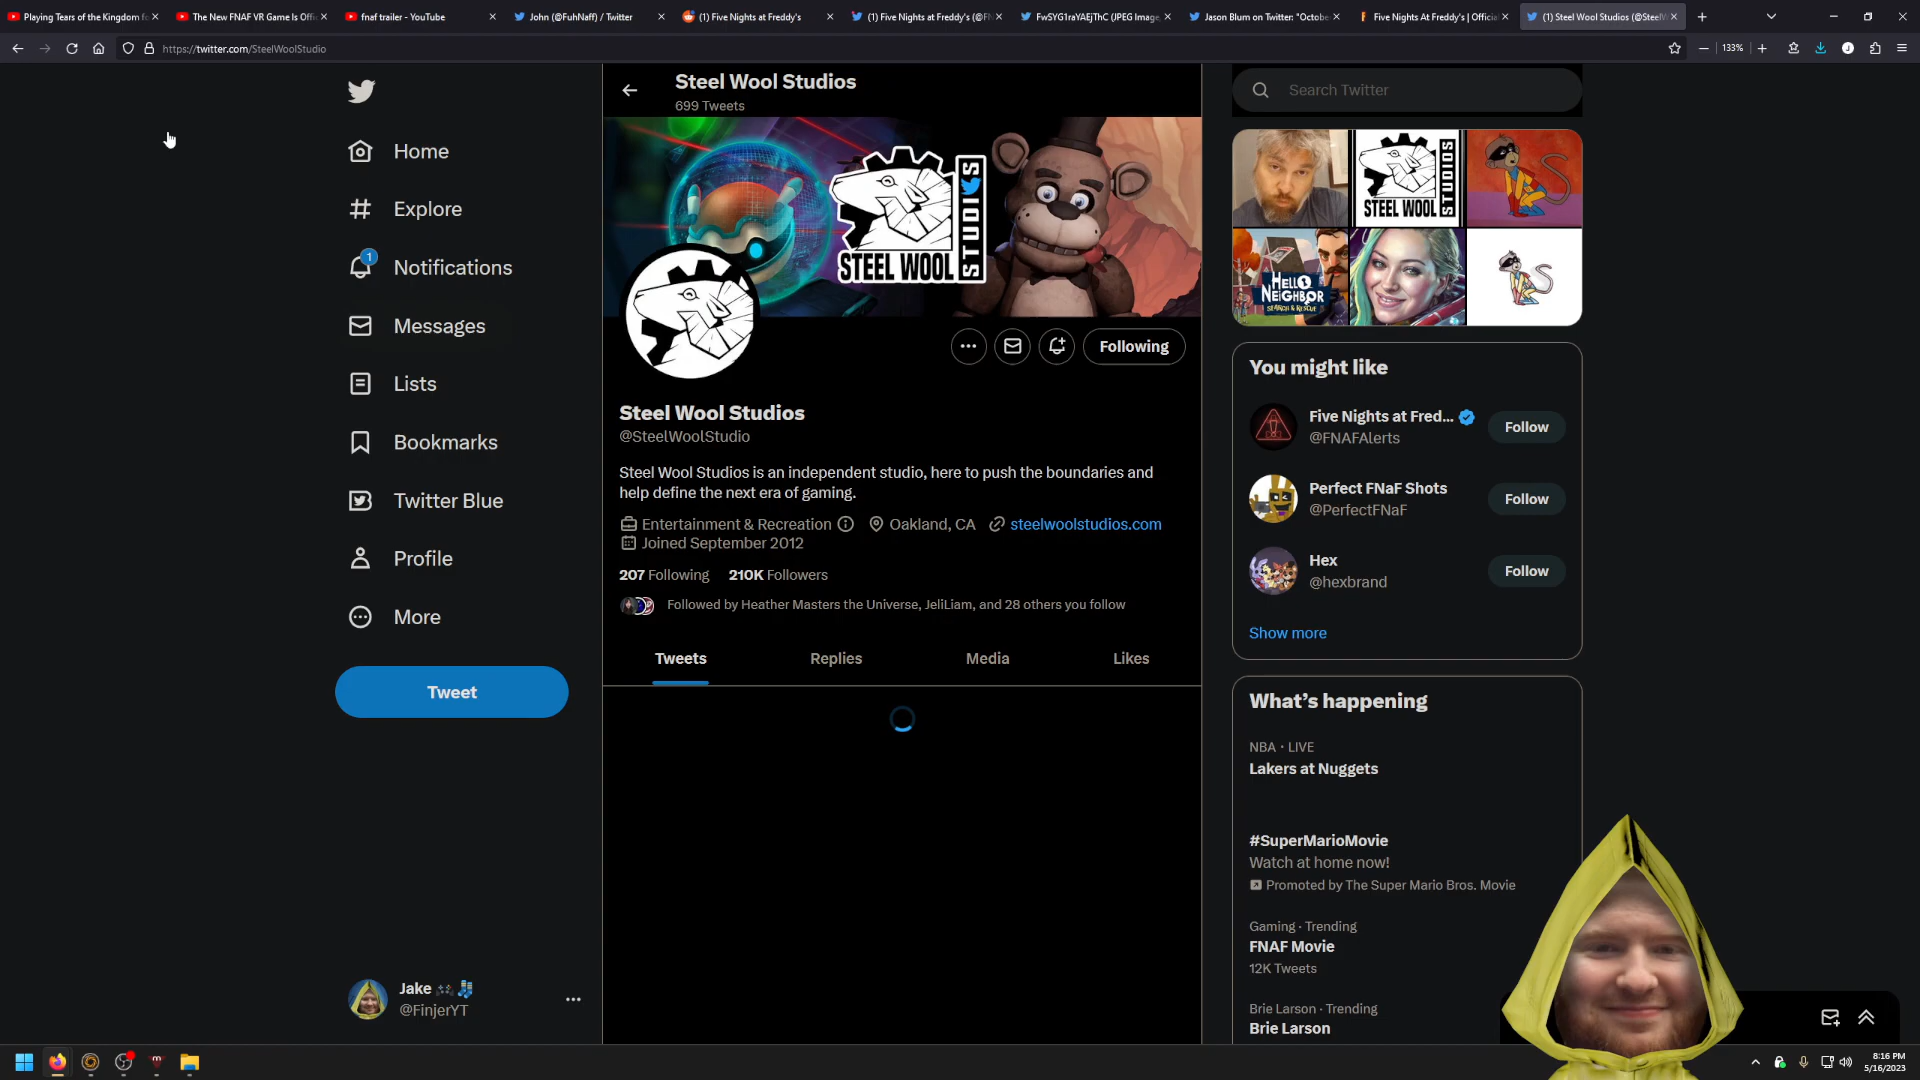 Playing Tears of the Kingdom fo
The New FNAF VR Game Is Offi
fnaf trailer - YouTube
John (@FuhNaff) / Twitter
(1) Five Nights at Freddy's
(1) Five Nights at Freddy's (@FN
FwSYG1raYAEjThC (JPEG Image,
Jason Blum on Twitter: "Octobe
Five Nights At Freddy's | Official
(1) Steel Wool Studios (@SteelW
https://twitter.com/SteelWoolStudio
133%
Home
Explore
1
Notifications
Messages
Lists
Bookmarks
Twitter Blue
Profile
More
Tweet
Jake
@FinjerYT
Steel Wool Studios
699 Tweets
STEEL WOOL
STUDIOS
Following
Steel Wool Studios
@SteelWoolStudio
Steel Wool Studios is an independent studio, here to push the boundaries and
help define the next era of gaming.
Entertainment & Recreation
Oakland, CA
steelwoolstudios.com
Joined September 2012
207 Following
210K Followers
Followed by Heather Masters the Universe, JeliLiam, and 28 others you follow
Tweets
Replies
Media
Likes
Search Twitter
STEEL WOOL
STUDIOS
HELLO
NEIGHBOR
SEARCH & RESCUE
You might like
Five Nights at Fred...
@FNAFAlerts
Follow
Perfect FNaF Shots
@PerfectFNaF
Follow
Hex
@hexbrand
Follow
Show more
What's happening
NBA · LIVE
Lakers at Nuggets
#SuperMarioMovie
Watch at home now!
Promoted by The Super Mario Bros. Movie
Gaming · Trending
FNAF Movie
12K Tweets
Brie Larson · Trending
Brie Larson
8:16 PM
5/16/2023